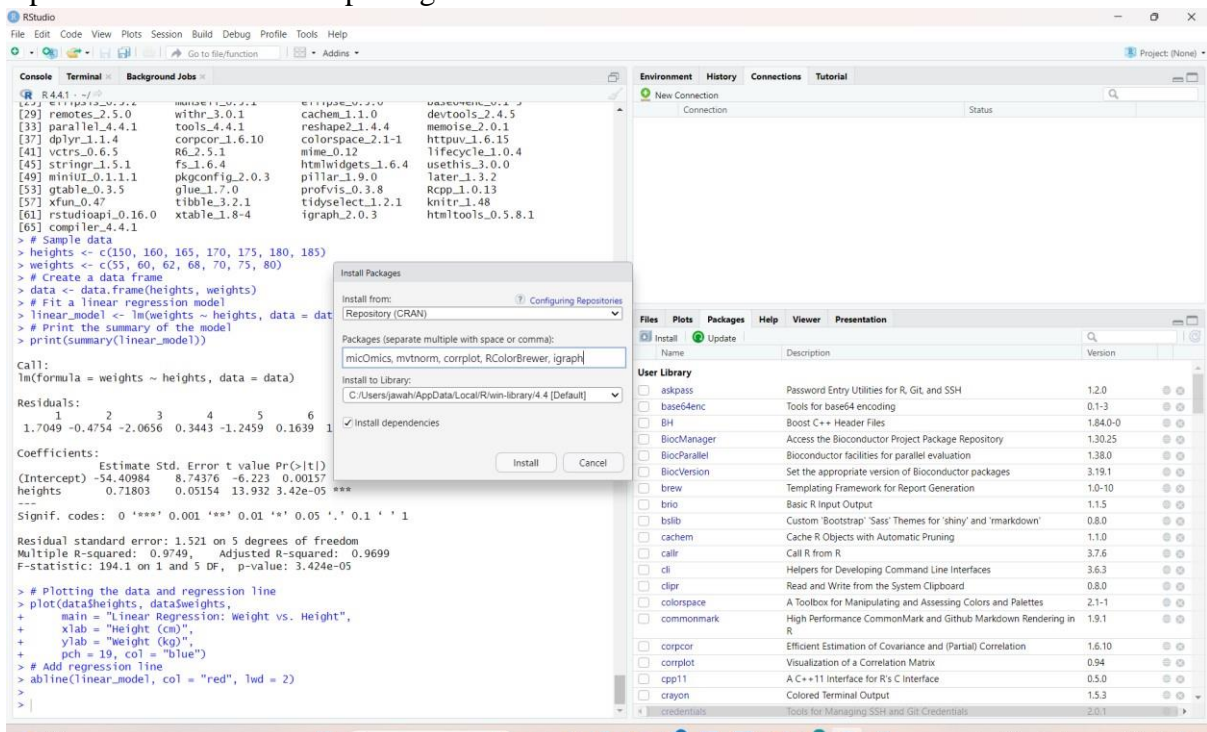 RStudio
File Edit Code View Plots Session Build Debug Profile Tools Help
Go to file/function Addins
Project: (None)
Console Terminal Background Jobs
R 4.4.1 · ~/
[29] remotes_2.5.0 withr_3.0.1 cachem_1.1.0 devtools_2.4.5
[33] parallel_4.4.1 tools_4.4.1 reshape2_1.4.4 memoise_2.0.1
[37] dplyr_1.1.4 corpcor_1.6.10 colorspace_2.1-1 httpuv_1.6.15
[41] vctrs_0.6.5 R6_2.5.1 mime_0.12 lifecycle_1.0.4
[45] stringr_1.5.1 fs_1.6.4 htmlwidgets_1.6.4 usethis_3.0.0
[49] miniUI_0.1.1.1 pkgconfig_2.0.3 pillar_1.9.0 later_1.3.2
[53] gtable_0.3.5 glue_1.7.0 profvis_0.3.8 Rcpp_1.0.13
[57] xfun_0.47 tibble_3.2.1 tidyselect_1.2.1 knitr_1.48
[61] rstudioapi_0.16.0 xtable_1.8-4 igraph_2.0.3 htmltools_0.5.8.1
[65] compiler_4.4.1
> # Sample data
> heights <- c(150, 160, 165, 170, 175, 180, 185)
> weights <- c(55, 60, 62, 68, 70, 75, 80)
> # Create a data frame
> data <- data.frame(heights, weights)
> # Fit a linear regression model
> linear_model <- lm(weights ~ heights, data = dat
> # Print the summary of the model
> print(summary(linear_model))
Call:
lm(formula = weights ~ heights, data = data)
Residuals:
1 2 3 4 5 6
1.7049 -0.4754 -2.0656 0.3443 -1.2459 0.1639 1
Coefficients:
Estimate Std. Error t value Pr(>|t|)
(Intercept) -54.40984 8.74376 -6.223 0.00157
heights 0.71803 0.05154 13.932 3.42e-05 ***
---
Signif. codes: 0 '***' 0.001 '**' 0.01 '*' 0.05 '.' 0.1 ' ' 1
Residual standard error: 1.521 on 5 degrees of freedom
Multiple R-squared: 0.9749, Adjusted R-squared: 0.9699
F-statistic: 194.1 on 1 and 5 DF, p-value: 3.424e-05
> # Plotting the data and regression line
> plot(data$heights, data$weights,
+ main = "Linear Regression: Weight vs. Height",
+ xlab = "Height (cm)",
+ ylab = "Weight (kg)",
+ pch = 19, col = "blue")
> # Add regression line
> abline(linear_model, col = "red", lwd = 2)
>
>
Install Packages
Install from: ? Configuring Repositories
Repository (CRAN)
Packages (separate multiple with space or comma):
micOmics, mvtnorm, corrplot, RColorBrewer, igraph
Install to Library:
C:/Users/jawah/AppData/Local/R/win-library/4.4 [Default]
Install dependencies
Install Cancel
Environment History Connections Tutorial
New Connection
Connection Status
Files Plots Packages Help Viewer Presentation
Install Update
Name Description Version
User Library
askpass Password Entry Utilities for R, Git, and SSH 1.2.0
base64enc Tools for base64 encoding 0.1-3
BH Boost C++ Header Files 1.84.0-0
BiocManager Access the Bioconductor Project Package Repository 1.30.25
BiocParallel Bioconductor facilities for parallel evaluation 1.38.0
BiocVersion Set the appropriate version of Bioconductor packages 3.19.1
brew Templating Framework for Report Generation 1.0-10
brio Basic R Input Output 1.1.5
bslib Custom 'Bootstrap' 'Sass' Themes for 'shiny' and 'rmarkdown' 0.8.0
cachem Cache R Objects with Automatic Pruning 1.1.0
callr Call R from R 3.7.6
cli Helpers for Developing Command Line Interfaces 3.6.3
clipr Read and Write from the System Clipboard 0.8.0
colorspace A Toolbox for Manipulating and Assessing Colors and Palettes 2.1-1
commonmark High Performance CommonMark and Github Markdown Rendering in 1.9.1
R
corpcor Efficient Estimation of Covariance and (Partial) Correlation 1.6.10
corrplot Visualization of a Correlation Matrix 0.94
cpp11 A C++11 Interface for R's C Interface 0.5.0
crayon Colored Terminal Output 1.5.3
credentials Tools for Managing SSH and Git Credentials 2.0.1